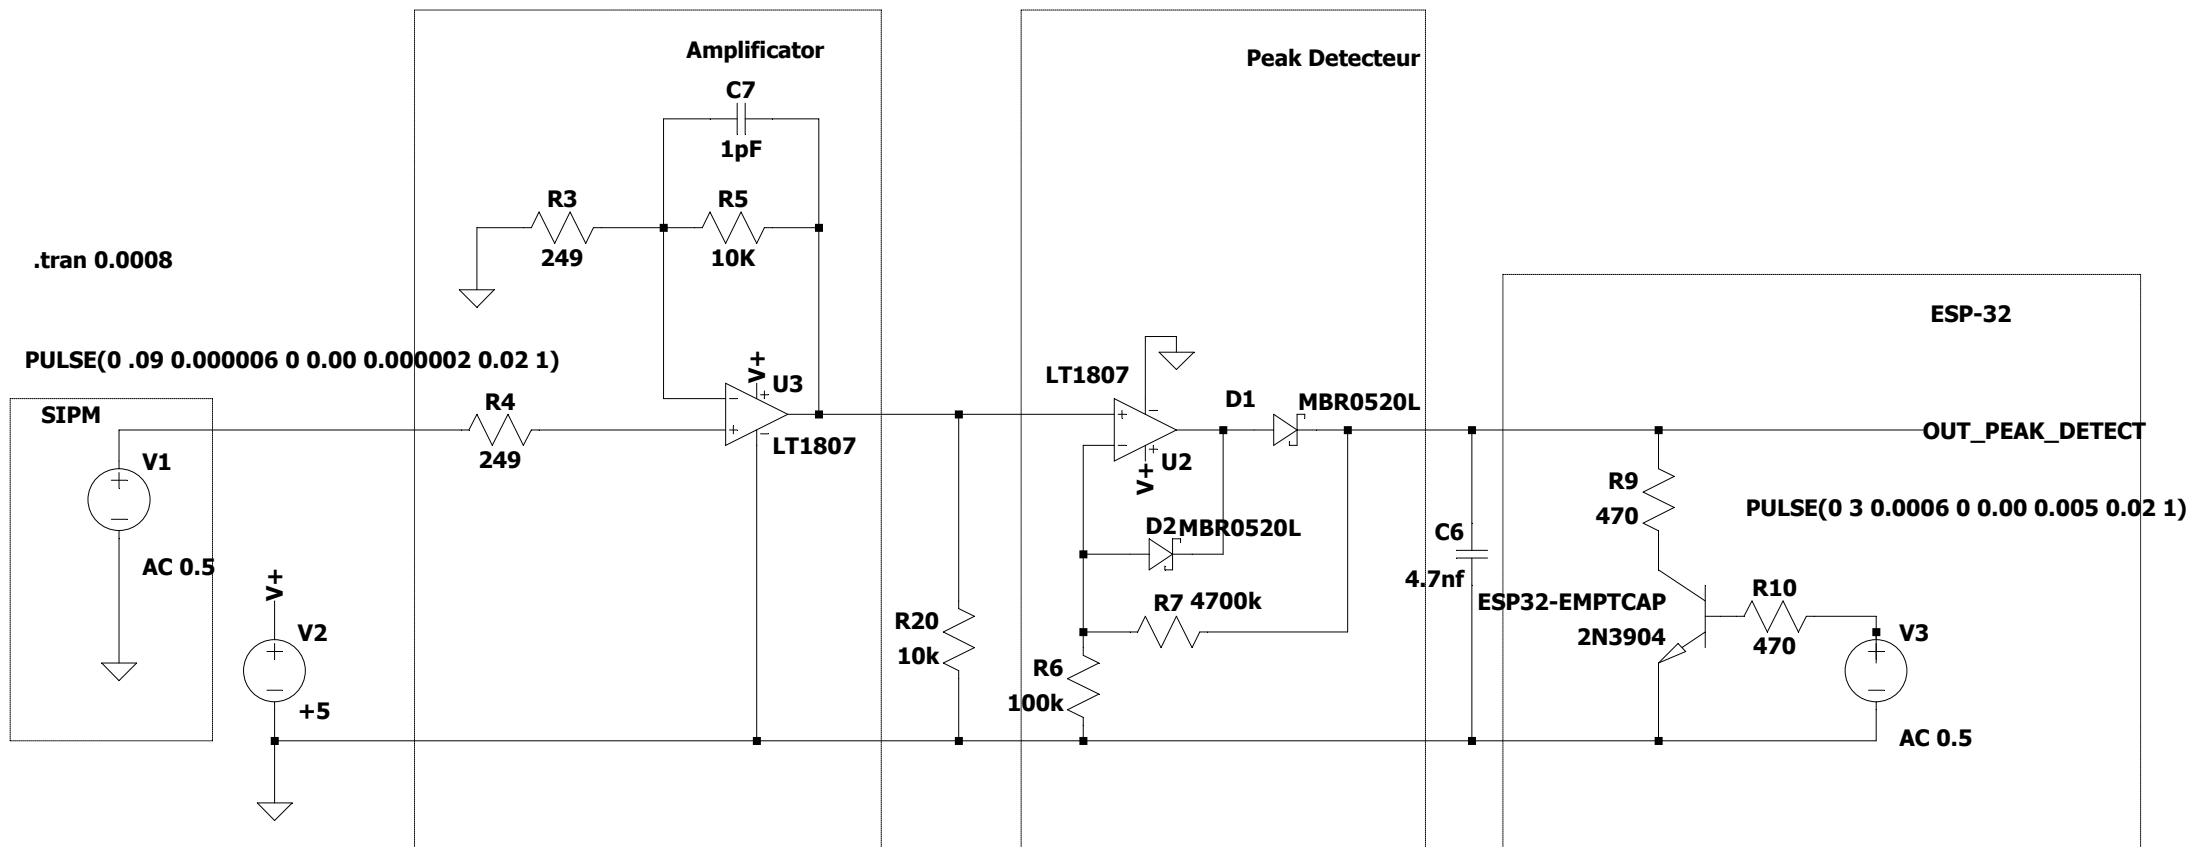 Amplificator
Peak Detecteur
C7
1pF
R3
R5
249
10K
.tran 0.0008
ESP-32
PULSE(0 .09 0.000006 0 0.00 0.000002 0.02 1)
V+
U3
LT1807
D1
MBR0520L
SIPM
R4
LT1807
OUT_PEAK_DETECT
249
V1
U2
V+
R9
470
PULSE(0 3 0.0006 0 0.00 0.005 0.02 1)
D2
MBR0520L
C6
4.7nf
AC 0.5
V+
R7
4700k
ESP32-EMPTCAP
R10
R20
10k
V2
2N3904
470
V3
R6
100k
+5
AC 0.5